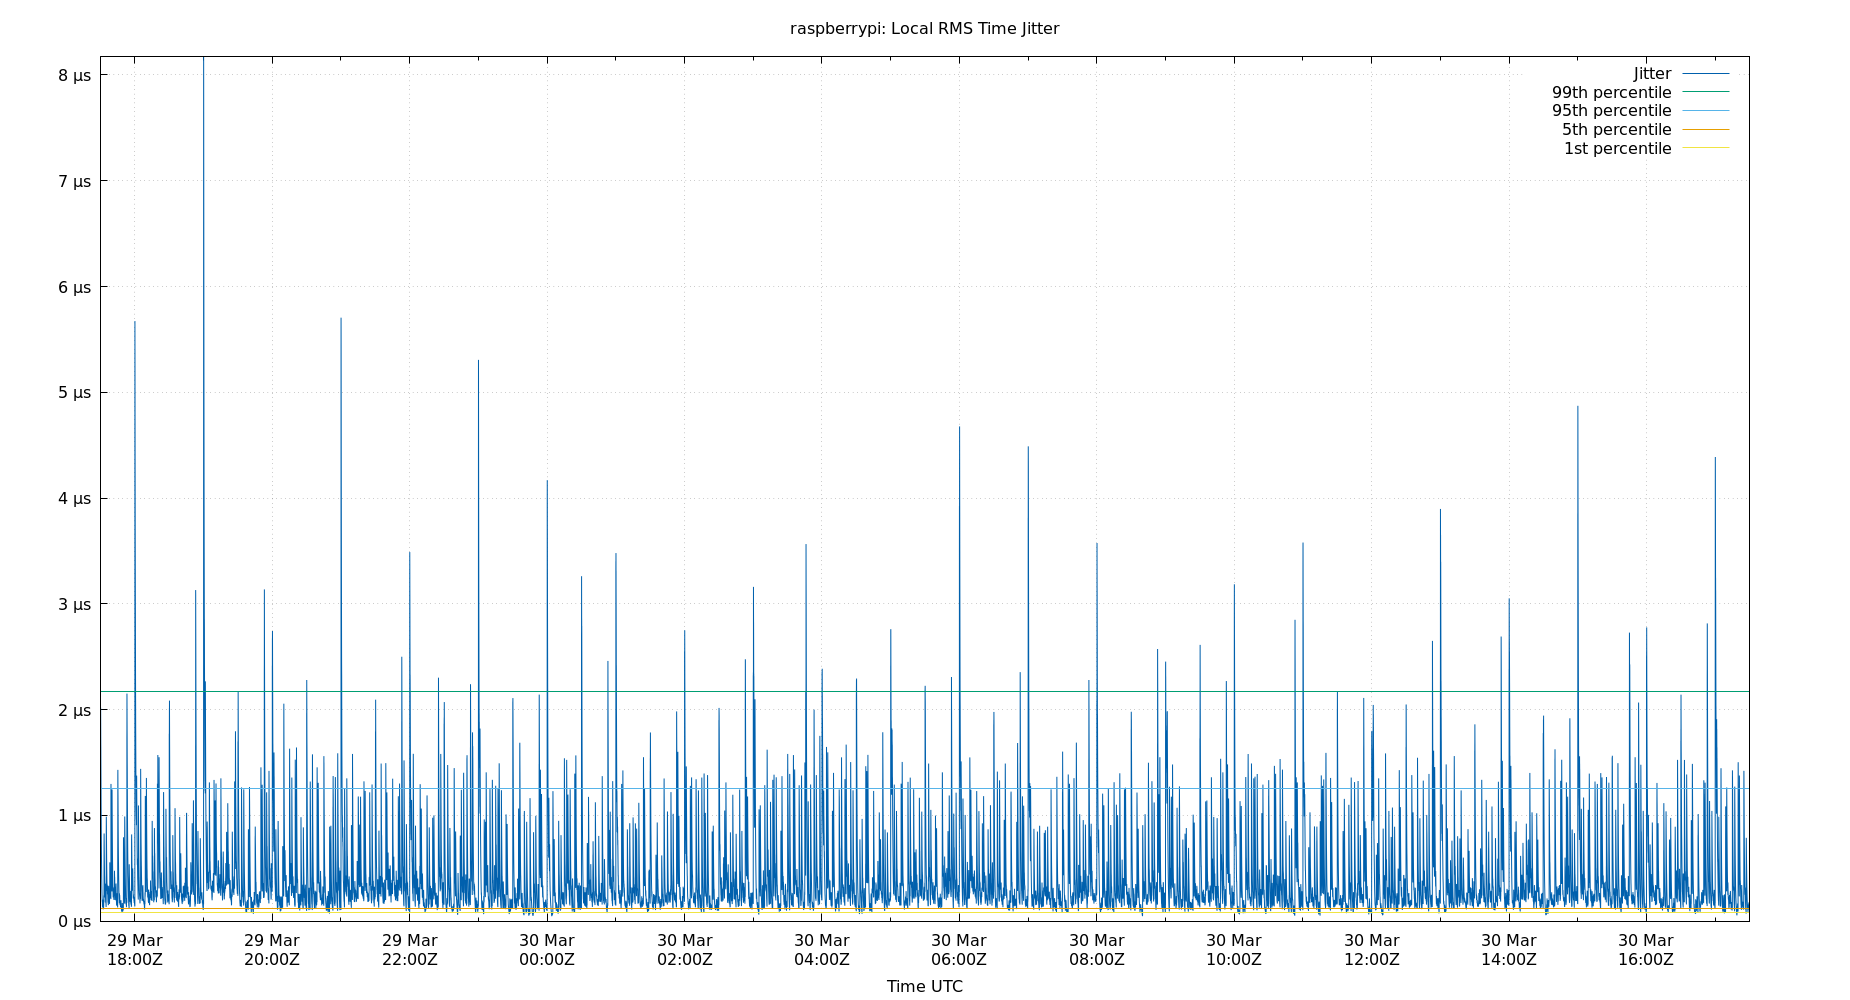 raspberrypi: Local RMS Time Jitter
8 µs
7 µs
6 µs
5 µs
4 µs
3 µs
2 µs
1 µs
0 µs
Jitter
99th percentile
95th percentile
5th percentile
1st percentile
29 Mar 29 Mar 29 Mar 30 Mar 30 Mar 30 Mar 30 Mar 30 Mar 30 Mar 30 Mar 30 Mar 30 Mar
18:00Z 20:00Z 22:00Z 00:00Z 02:00Z 04:00Z 06:00Z 08:00Z 10:00Z 12:00Z 14:00Z 16:00Z
Time UTC